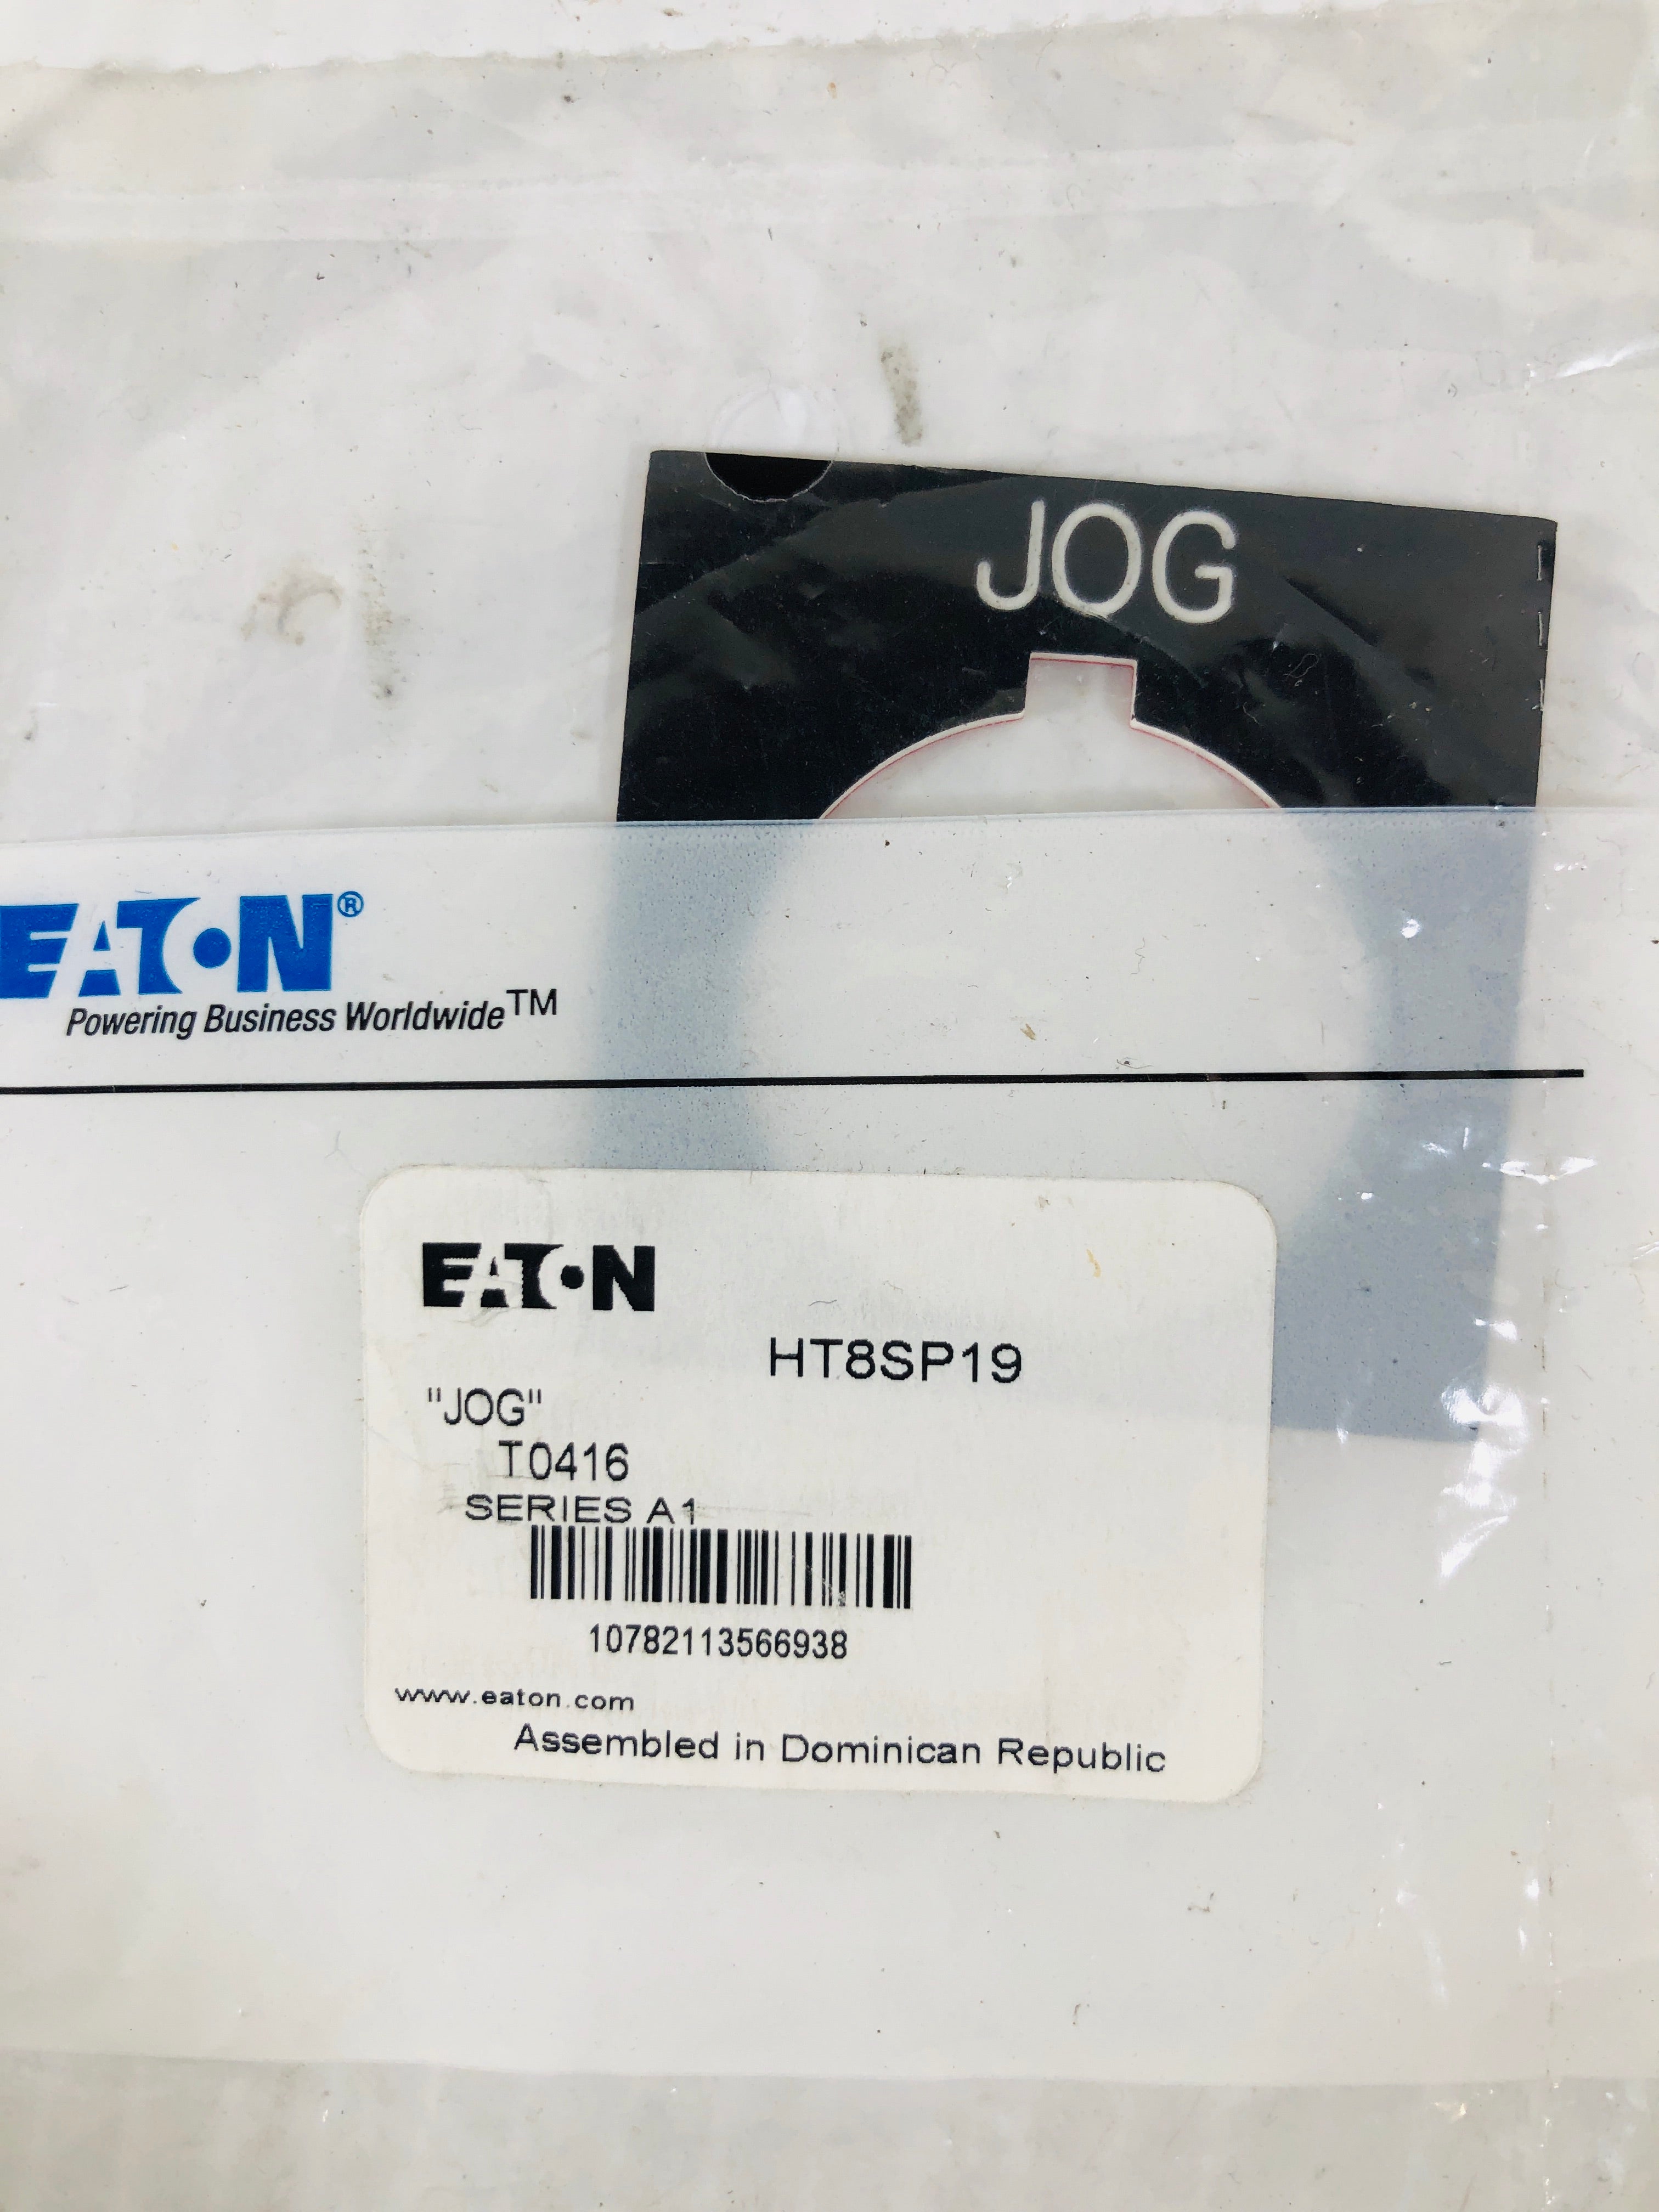 JOG
EATON®
Powering Business Worldwide™
EATON
HT8SP19
"JOG"
T0416
SERIES A1
10782113566938
www.eaton.com
Assembled in Dominican Republic